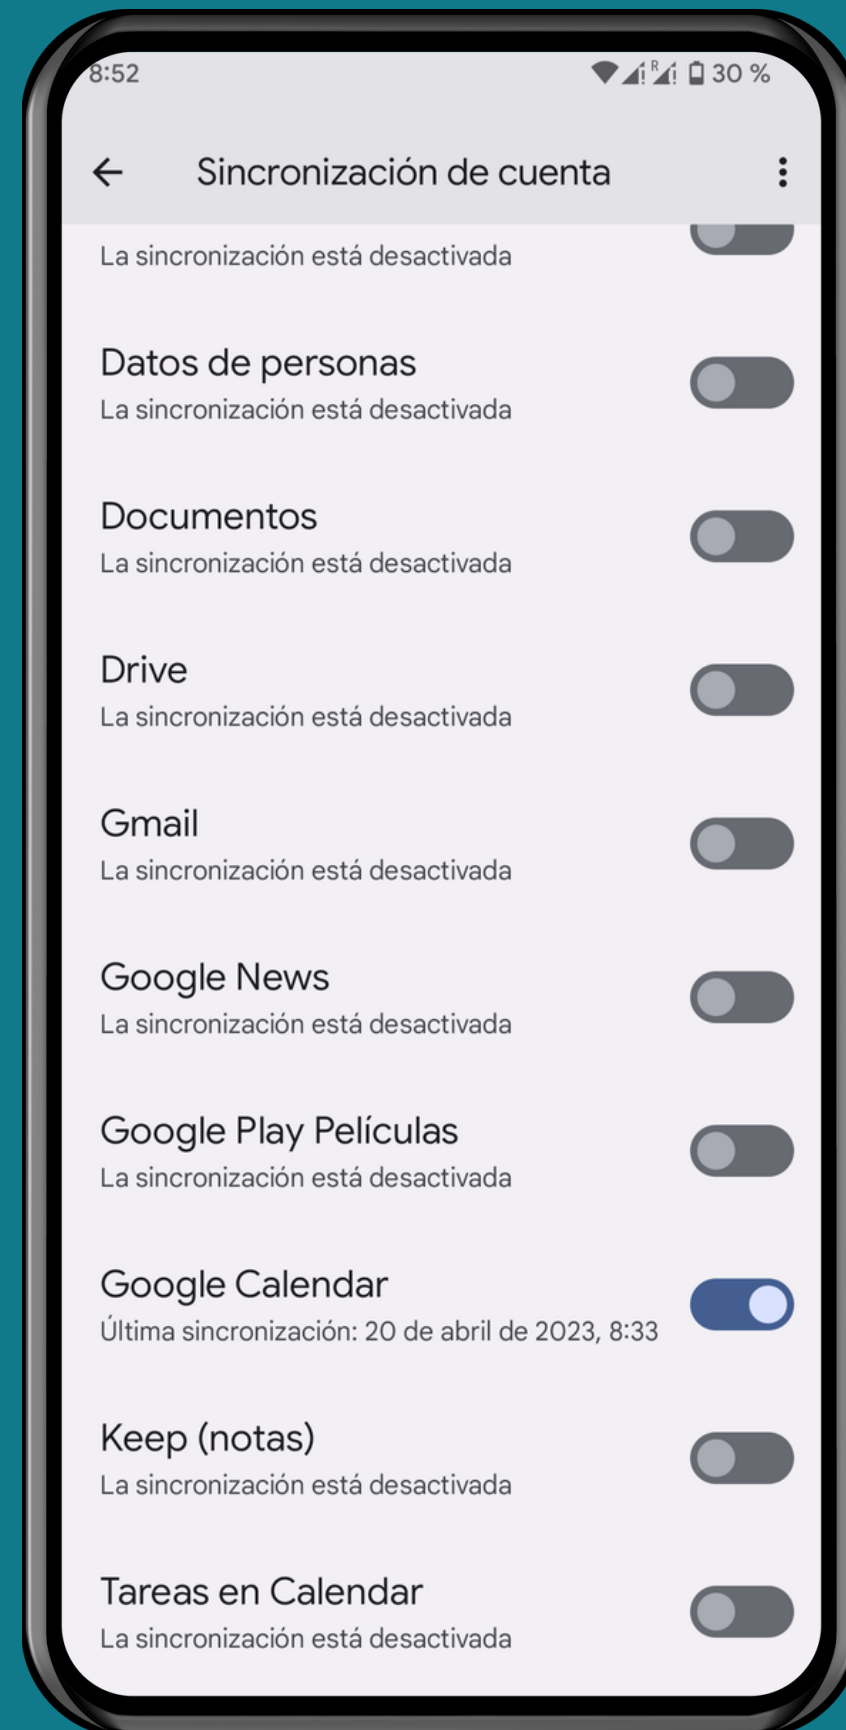 8:52
R
30 %
Sincronización de cuenta
La sincronización está desactivada
Datos de personas
La sincronización está desactivada
Documentos
La sincronización está desactivada
Drive
La sincronización está desactivada
Gmail
La sincronización está desactivada
Google News
La sincronización está desactivada
Google Play Películas
La sincronización está desactivada
Google Calendar
Última sincronización: 20 de abril de 2023, 8:33
Keep (notas)
La sincronización está desactivada
Tareas en Calendar
La sincronización está desactivada